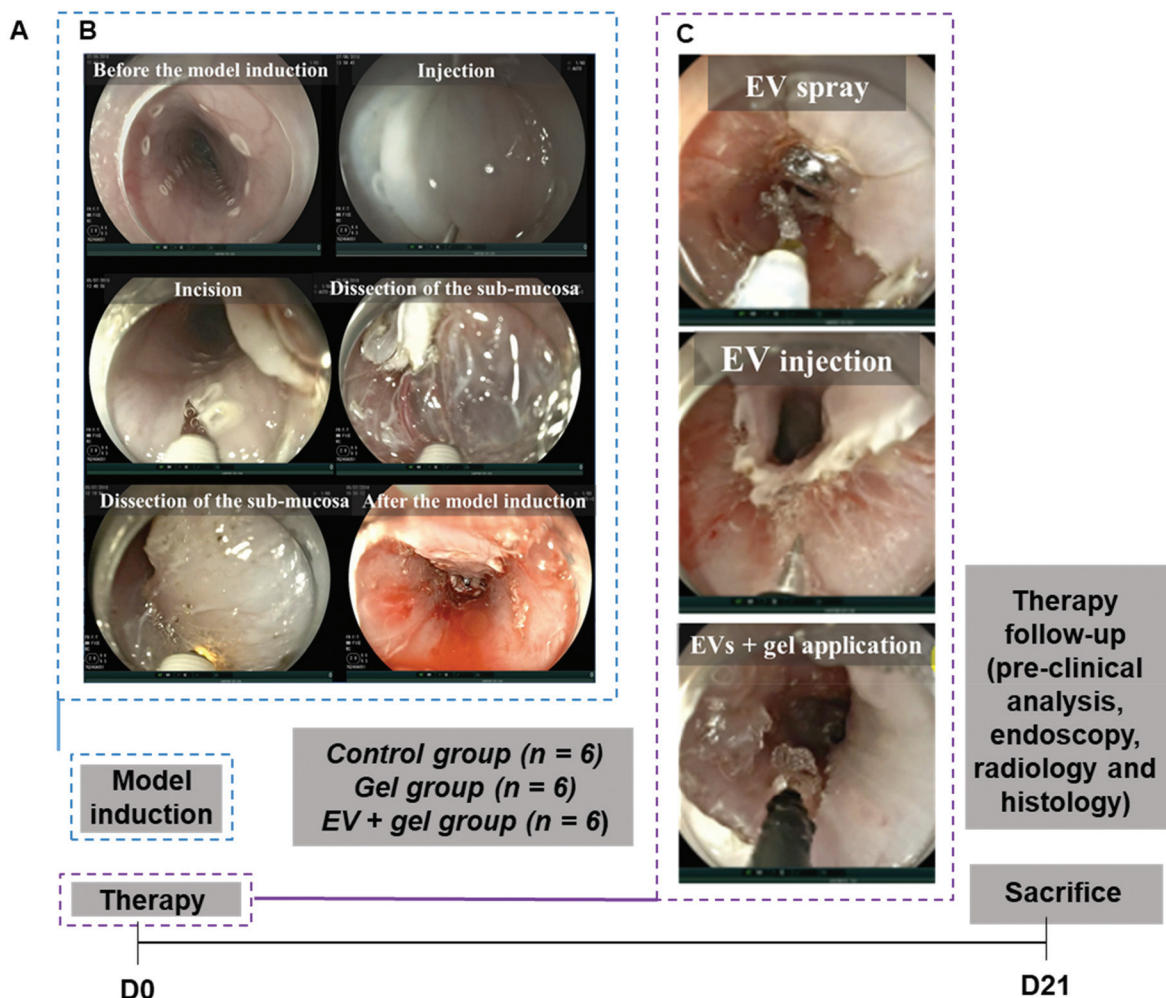 A
B
C
Before the model induction
Injection
Incision
Dissection of the sub-mucosa
Dissection of the sub-mucosa
After the model induction
EV spray
EV injection
EVs + gel application
Model
induction
Control group (n = 6)
Gel group (n = 6)
EV + gel group (n = 6)
Therapy
Therapy
follow-up
(pre-clinical
analysis,
endoscopy,
radiology and
histology)
Sacrifice
D0
D21